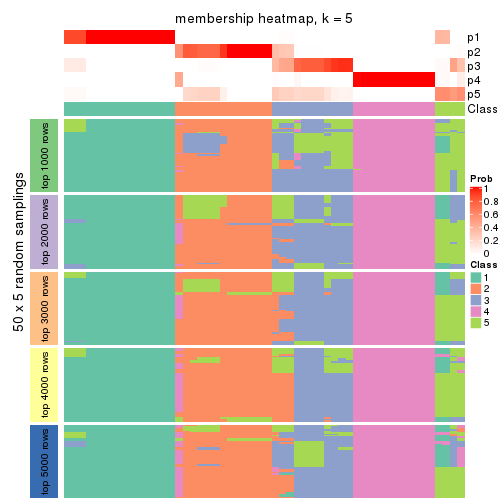 membership heatmap, k = 5
p1
p2
p3
p4
p5
Class
50 x 5 random samplings
top 1000 rows
top 2000 rows
top 3000 rows
top 4000 rows
top 5000 rows
Prob
1
0.8
0.6
0.4
0.2
0
Class
1
2
3
4
5